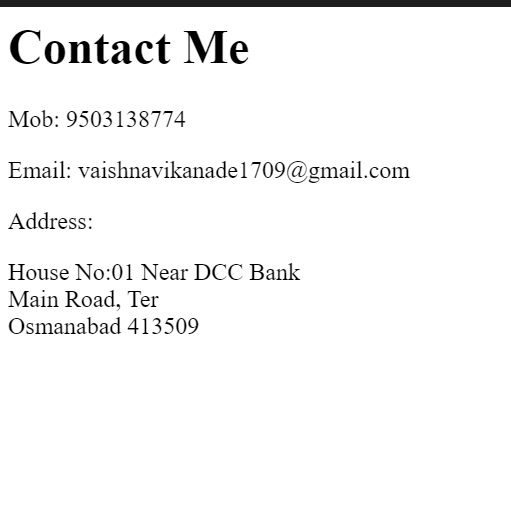 Contact Me
Mob: 9503138774
Email: vaishnavikanade1709@gmail.com
Address:
House No:01 Near DCC Bank
Main Road, Ter
Osmanabad 413509